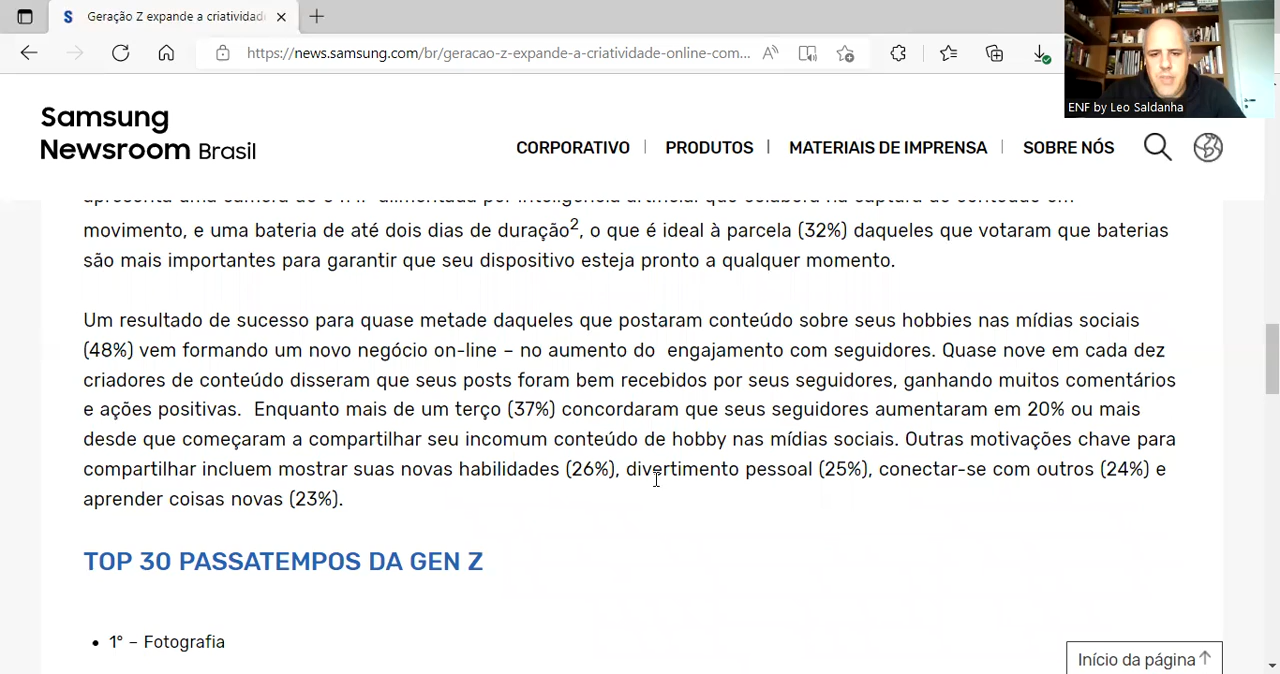 Geração Z expande a criatividade
https://news.samsung.com/br/geracao-z-expande-a-criatividade-online-com...
ENF by Leo Saldanha
Samsung
Newsroom Brasil
CORPORATIVO
PRODUTOS
MATERIAIS DE IMPRENSA
SOBRE NÓS
movimento, e uma bateria de até dois dias de duração², o que é ideal à parcela (32%) daqueles que votaram que baterias
são mais importantes para garantir que seu dispositivo esteja pronto a qualquer momento.
Um resultado de sucesso para quase metade daqueles que postaram conteúdo sobre seus hobbies nas mídias sociais
(48%) vem formando um novo negócio on-line – no aumento do engajamento com seguidores. Quase nove em cada dez
criadores de conteúdo disseram que seus posts foram bem recebidos por seus seguidores, ganhando muitos comentários
e ações positivas. Enquanto mais de um terço (37%) concordaram que seus seguidores aumentaram em 20% ou mais
desde que começaram a compartilhar seu incomum conteúdo de hobby nas mídias sociais. Outras motivações chave para
compartilhar incluem mostrar suas novas habilidades (26%), divertimento pessoal (25%), conectar-se com outros (24%) e
aprender coisas novas (23%).
TOP 30 PASSATEMPOS DA GEN Z
• 1° – Fotografia
Início da página